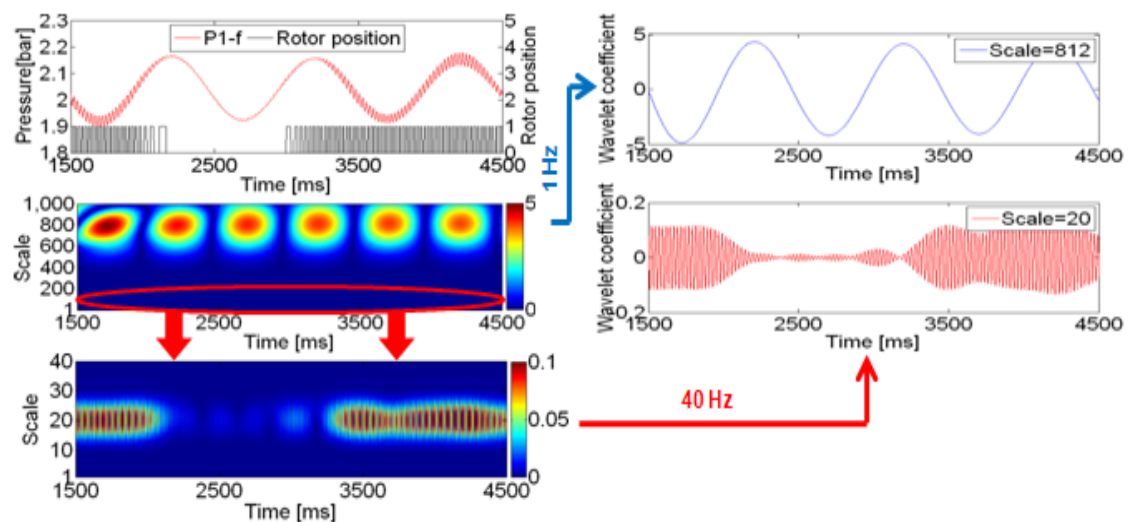 P1-f
Rotor position
2.3
2.2
2.1
2
1.9
1.8
5
4
3
2
1
0
Pressure[bar]
Rotor position
1500 2500 3500 4500
Time [ms]
5
0
-5
Wavelet coefficient
Scale=812
1500 2500 3500 4500
Time [ms]
1Hz
1,000
800
600
400
200
1
Scale
5
0
1500 2500 3500 4500
Time [ms]
0.2
0
-0.2
Wavelet coefficient
Scale=20
1500 2500 3500 4500
Time [ms]
40
30
20
10
1
Scale
0.1
0.05
0
1500 2500 3500 4500
Time [ms]
40 Hz